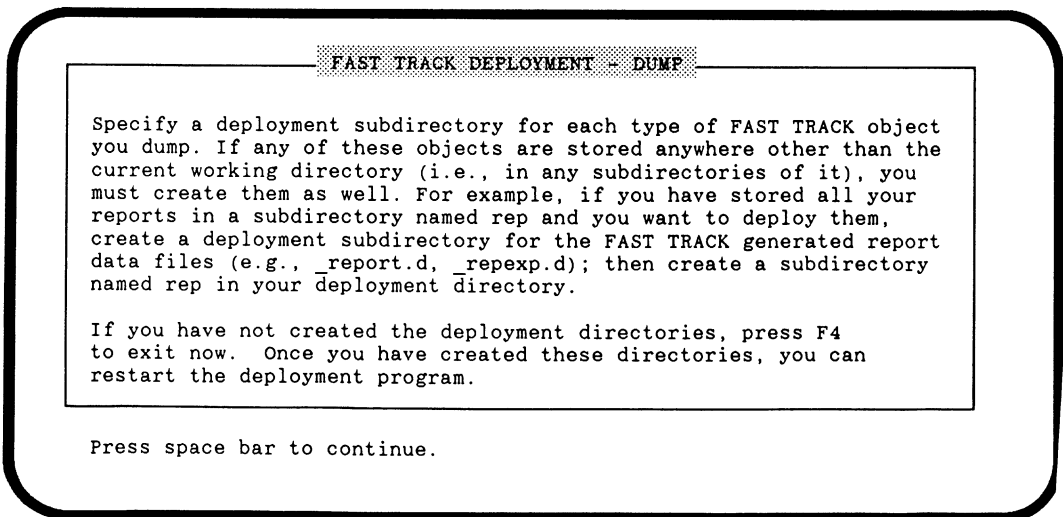 FAST TRACK DEPLOYMENT - DUMP
Specify a deployment subdirectory for each type of FAST TRACK object
you dump. If any of these objects are stored anywhere other than the
current working directory (i.e., in any subdirectories of it), you
must create them as well. For example, if you have stored all your
reports in a subdirectory named rep and you want to deploy them,
create a deployment subdirectory for the FAST TRACK generated report
data files (e.g., _report.d, _repexp.d); then create a subdirectory
named rep in your deployment directory.
If you have not created the deployment directories, press F4
to exit now.  Once you have created these directories, you can
restart the deployment program.
Press space bar to continue.